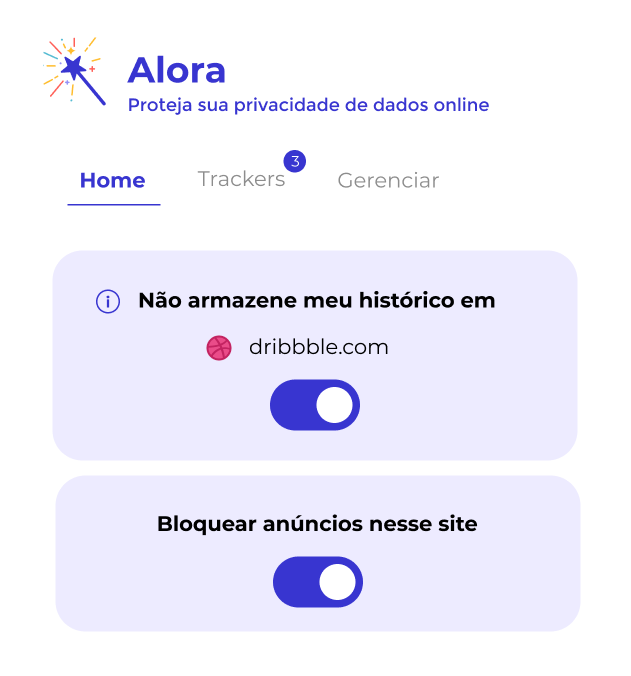 Alora
Proteja sua privacidade de dados online
Home
Trackers
3
Gerenciar
Não armazene meu histórico em
dribbble.com
Bloquear anúncios nesse site